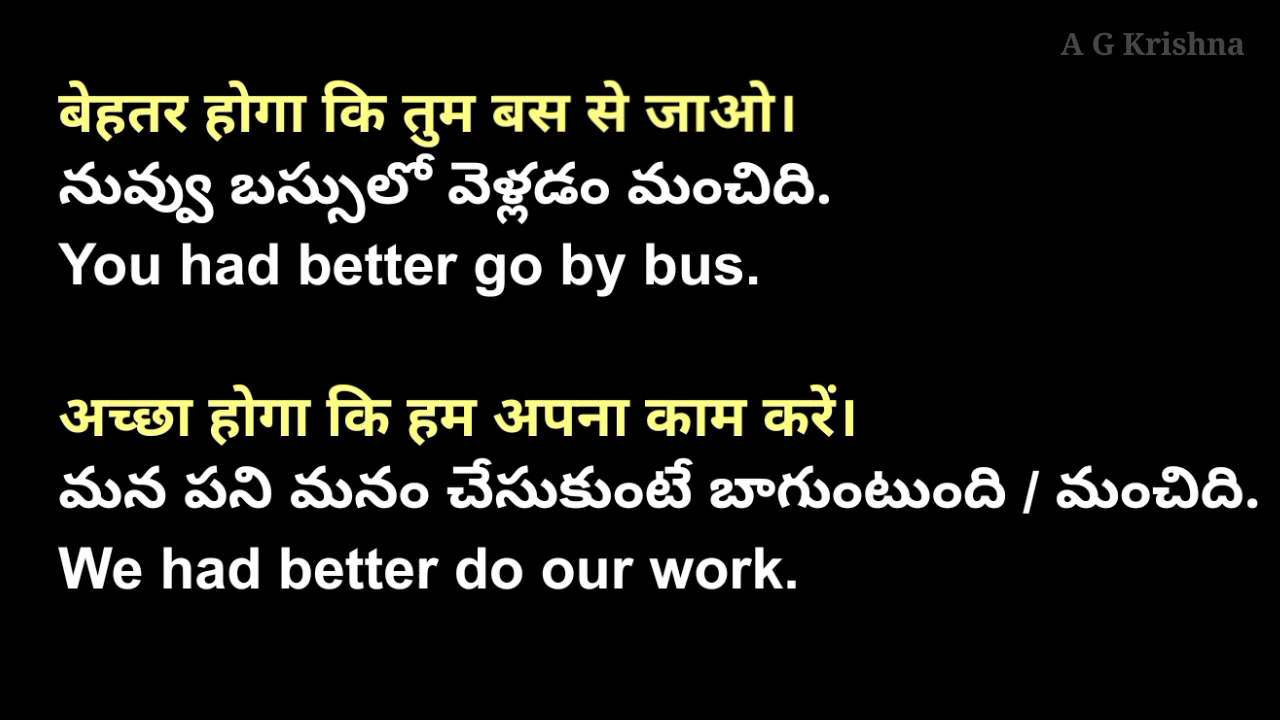 A G Krishna
बेहतर होगा कि तुम बस से जाओ।
నువ్వు బస్సులో వెళ్లడం మంచిది.
You had better go by bus.
अच्छा होगा कि हम अपना काम करें।
మన పని మనం చేసుకుంటే బాగుంటుంది / మంచిది.
We had better do our work.